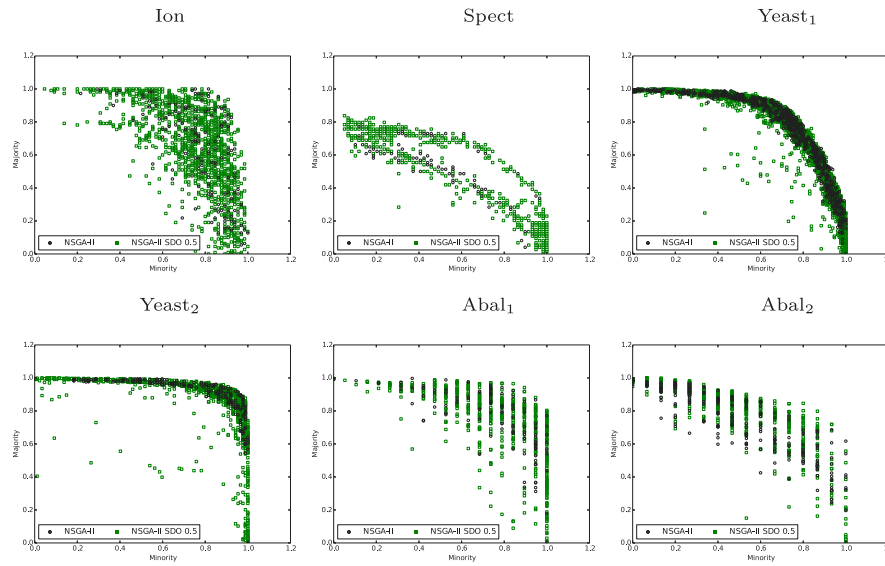 Ion Spect Yeast₁
1.2 1.2 1.2
1.0 1.0 1.0
0.8 0.8 0.8
Majority Majority Majority
0.6 0.6 0.6
0.4 0.4 0.4
0.2 0.2 0.2
NSGA-II NSGA-II SDO 0.5 NSGA-II NSGA-II SDO 0.5 NSGA-II NSGA-II SDO 0.5
0.0 0.0 0.0
0.0 0.2 0.4 0.6 0.8 1.0 1.2 0.0 0.2 0.4 0.6 0.8 1.0 1.2 0.0 0.2 0.4 0.6 0.8 1.0 1.2
Minority Minority Minority
Yeast₂ Abal₁ Abal₂
1.2 1.2 1.2
1.0 1.0 1.0
0.8 0.8 0.8
Majority Majority Majority
0.6 0.6 0.6
0.4 0.4 0.4
0.2 0.2 0.2
NSGA-II NSGA-II SDO 0.5 NSGA-II NSGA-II SDO 0.5 NSGA-II NSGA-II SDO 0.5
0.0 0.0 0.0
0.0 0.2 0.4 0.6 0.8 1.0 1.2 0.0 0.2 0.4 0.6 0.8 1.0 1.2 0.0 0.2 0.4 0.6 0.8 1.0 1.2
Minority Minority Minority